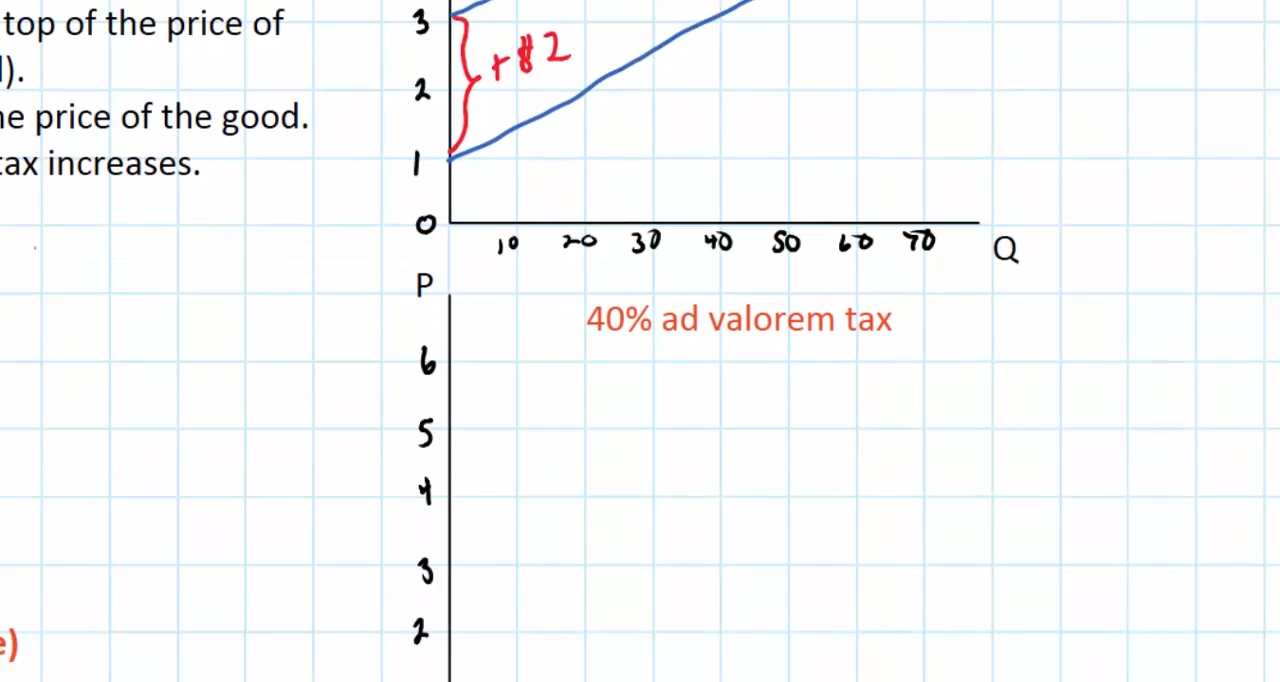 top of the price of
3
+$2
).
2
e price of the good.
1
tax increases.
0
10 20 30 40 50 60 70 Q
P
40% ad valorem tax
6
5
4
3
2
e)